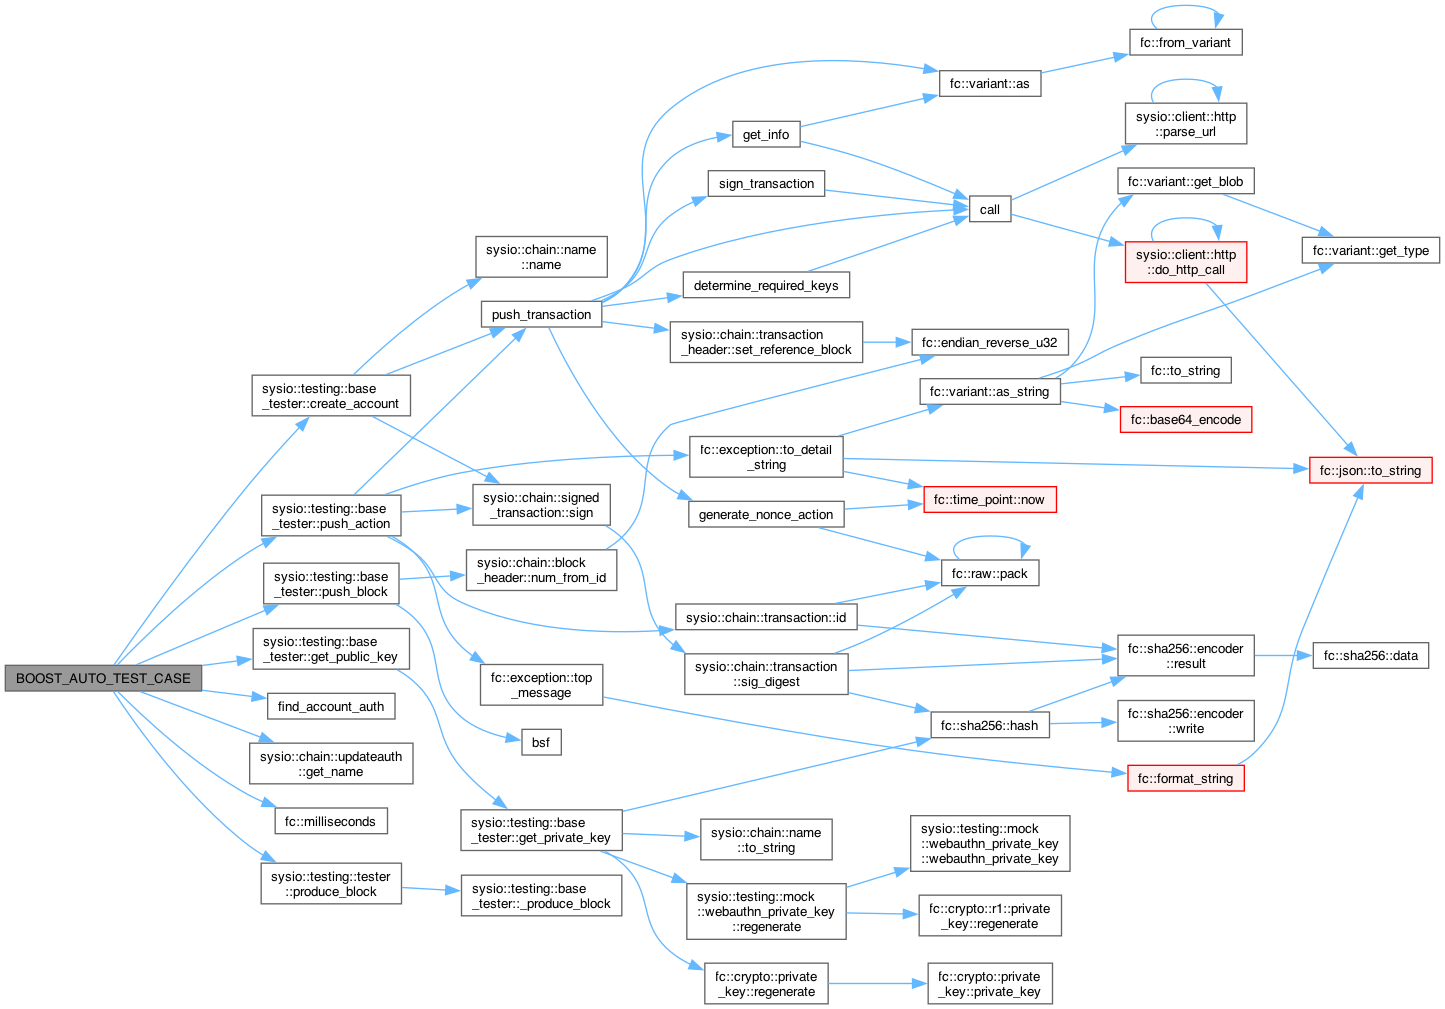 BOOST_AUTO_TEST_CASE
sysio::testing::base
_tester::create_account
sysio::testing::base
_tester::push_action
sysio::testing::base
_tester::push_block
sysio::testing::base
_tester::get_public_key
find_account_auth
sysio::chain::updateauth
::get_name
fc::milliseconds
sysio::testing::tester
::produce_block
sysio::chain::name
::name
push_transaction
sysio::chain::signed
_transaction::sign
sysio::chain::block
_header::num_from_id
fc::exception::top
_message
bsf
sysio::testing::base
_tester::get_private_key
sysio::testing::base
_tester::_produce_block
get_info
sign_transaction
determine_required_keys
sysio::chain::transaction
_header::set_reference_block
fc::exception::to_detail
_string
generate_nonce_action
sysio::chain::transaction::id
sysio::chain::transaction
::sig_digest
sysio::chain::name
::to_string
sysio::testing::mock
::webauthn_private_key
::regenerate
fc::crypto::private
_key::regenerate
fc::variant::as
call
fc::endian_reverse_u32
fc::variant::as_string
fc::time_point::now
fc::raw::pack
fc::sha256::hash
sysio::testing::mock
::webauthn_private_key
::webauthn_private_key
fc::crypto::r1::private
_key::regenerate
fc::crypto::private
_key::private_key
fc::from_variant
sysio::client::http
::parse_url
fc::variant::get_blob
sysio::client::http
::do_http_call
fc::to_string
fc::base64_encode
fc::sha256::encoder
::result
fc::sha256::encoder
::write
fc::format_string
fc::variant::get_type
fc::json::to_string
fc::sha256::data